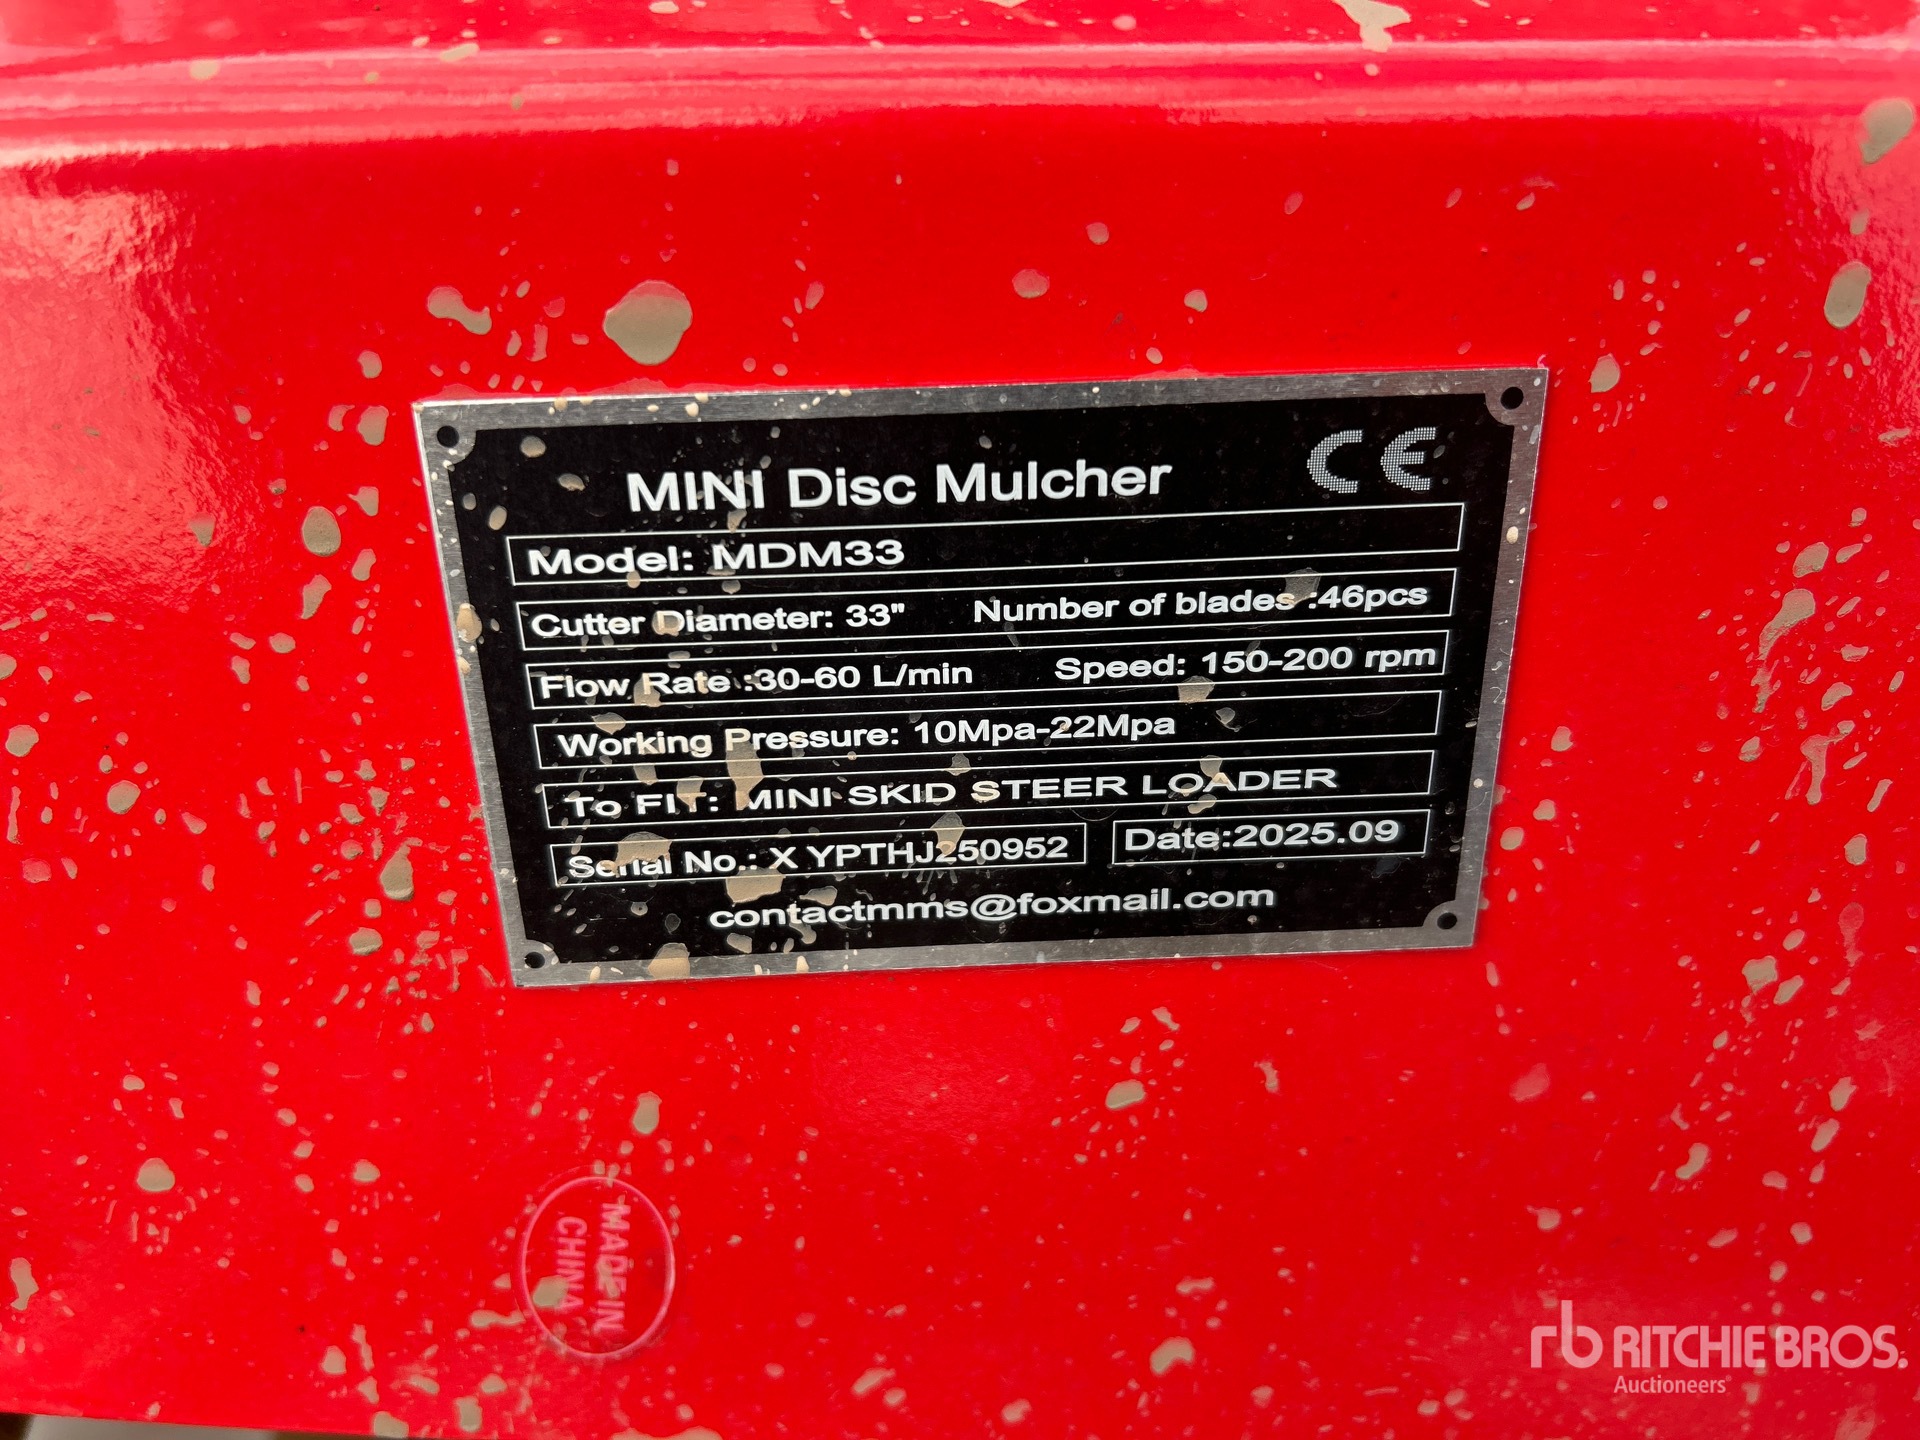 MINI Disc Mulcher CE
Model: MDM33
Cutter Diameter: 33" Number of blades :46pcs
Flow Rate :30-60 L/min Speed: 150-200 rpm
Working Pressure: 10Mpa-22Mpa
To FIT: MINI SKID STEER LOADER
Serial No.: X YPTHJ250952 Date:2025.09
contactmms@foxmail.com
MADE IN
CHINA
rb RITCHIE BROS.
Auctioneers